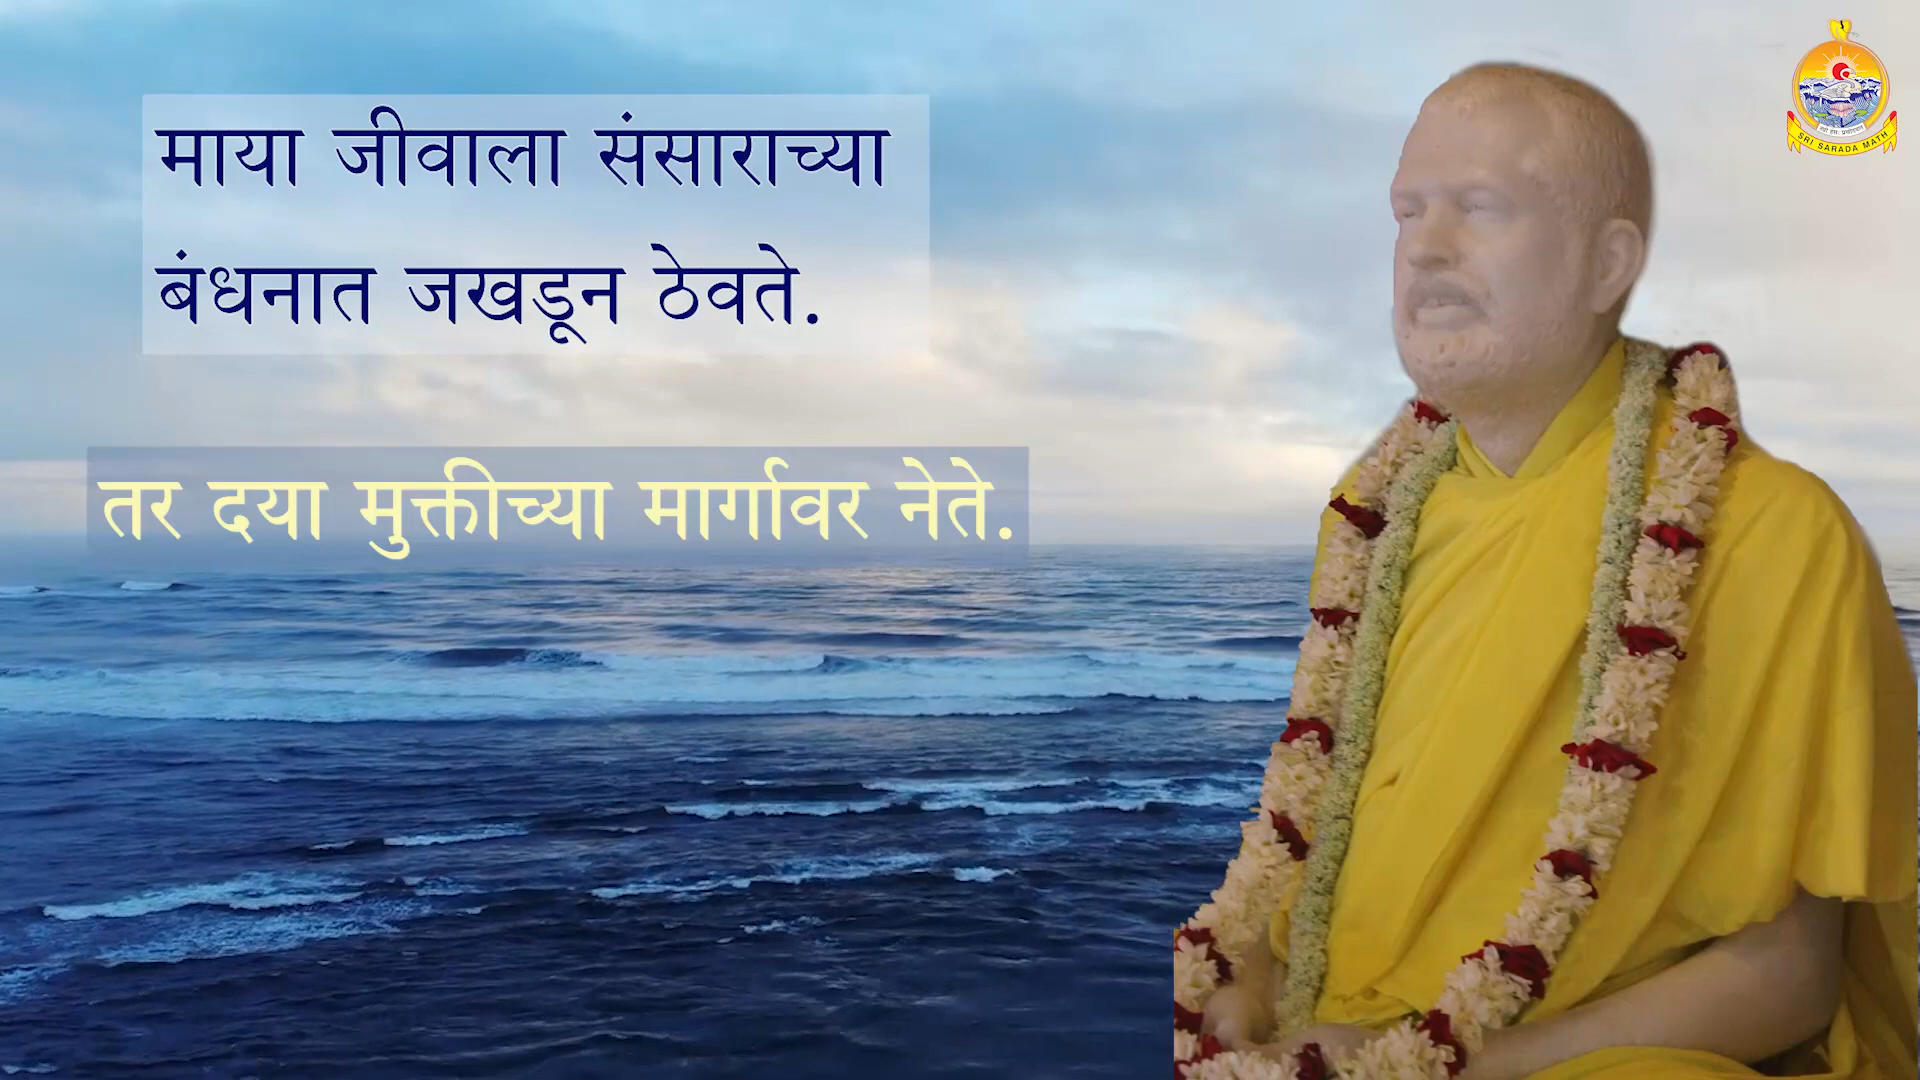 माया जीवाला संसाराच्या
बंधनात जखडून ठेवते.
तर दया मुक्तीच्या मार्गावर नेते.
SRI SARADA MATH